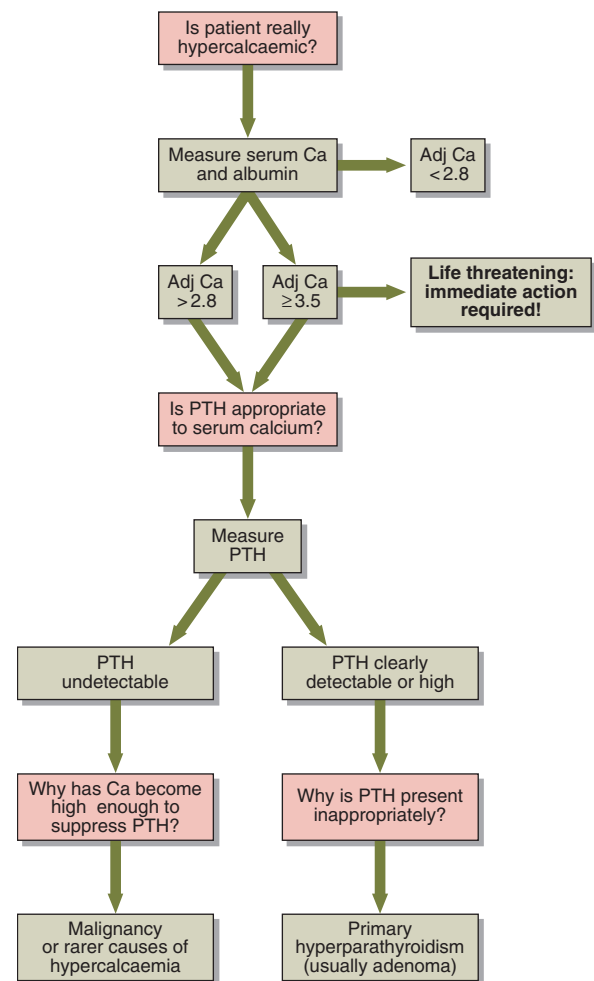 Is patient really
hypercalcaemic?
Measure serum Ca
and albumin
Adj Ca
<2.8
Adj Ca
>2.8
Adj Ca
≥3.5
Life threatening:
immediate action
required!
Is PTH appropriate
to serum calcium?
Measure
PTH
PTH
undetectable
PTH clearly
detectable or high
Why has Ca become
high enough to
suppress PTH?
Why is PTH present
inappropriately?
Malignancy
or rarer causes of
hypercalcaemia
Primary
hyperparathyroidism
(usually adenoma)